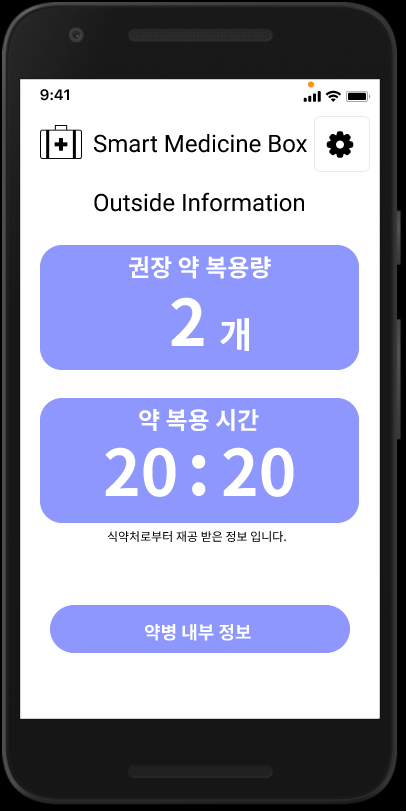 9:41
Smart Medicine Box
Outside Information
권장 약 복용량
2 개
약 복용 시간
20 : 20
식약처로부터 재공 받은 정보 입니다.
약병 내부 정보